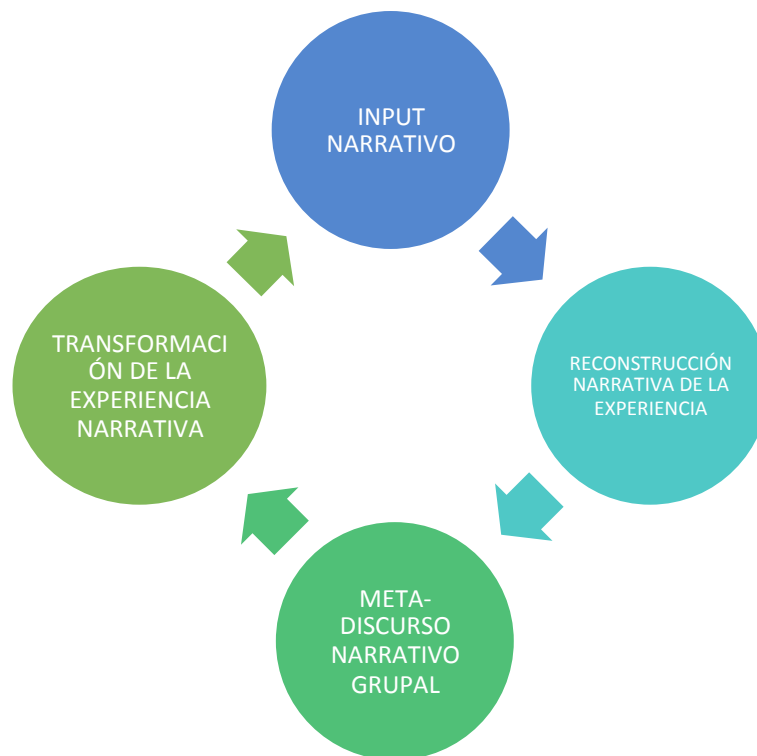 INPUT
NARRATIVO
RECONSTRUCCIÓN
NARRATIVA DE LA
EXPERIENCIA
META-
DISCURSO
NARRATIVO
GRUPAL
TRANSFORMACI
ÓN DE LA
EXPERIENCIA
NARRATIVA